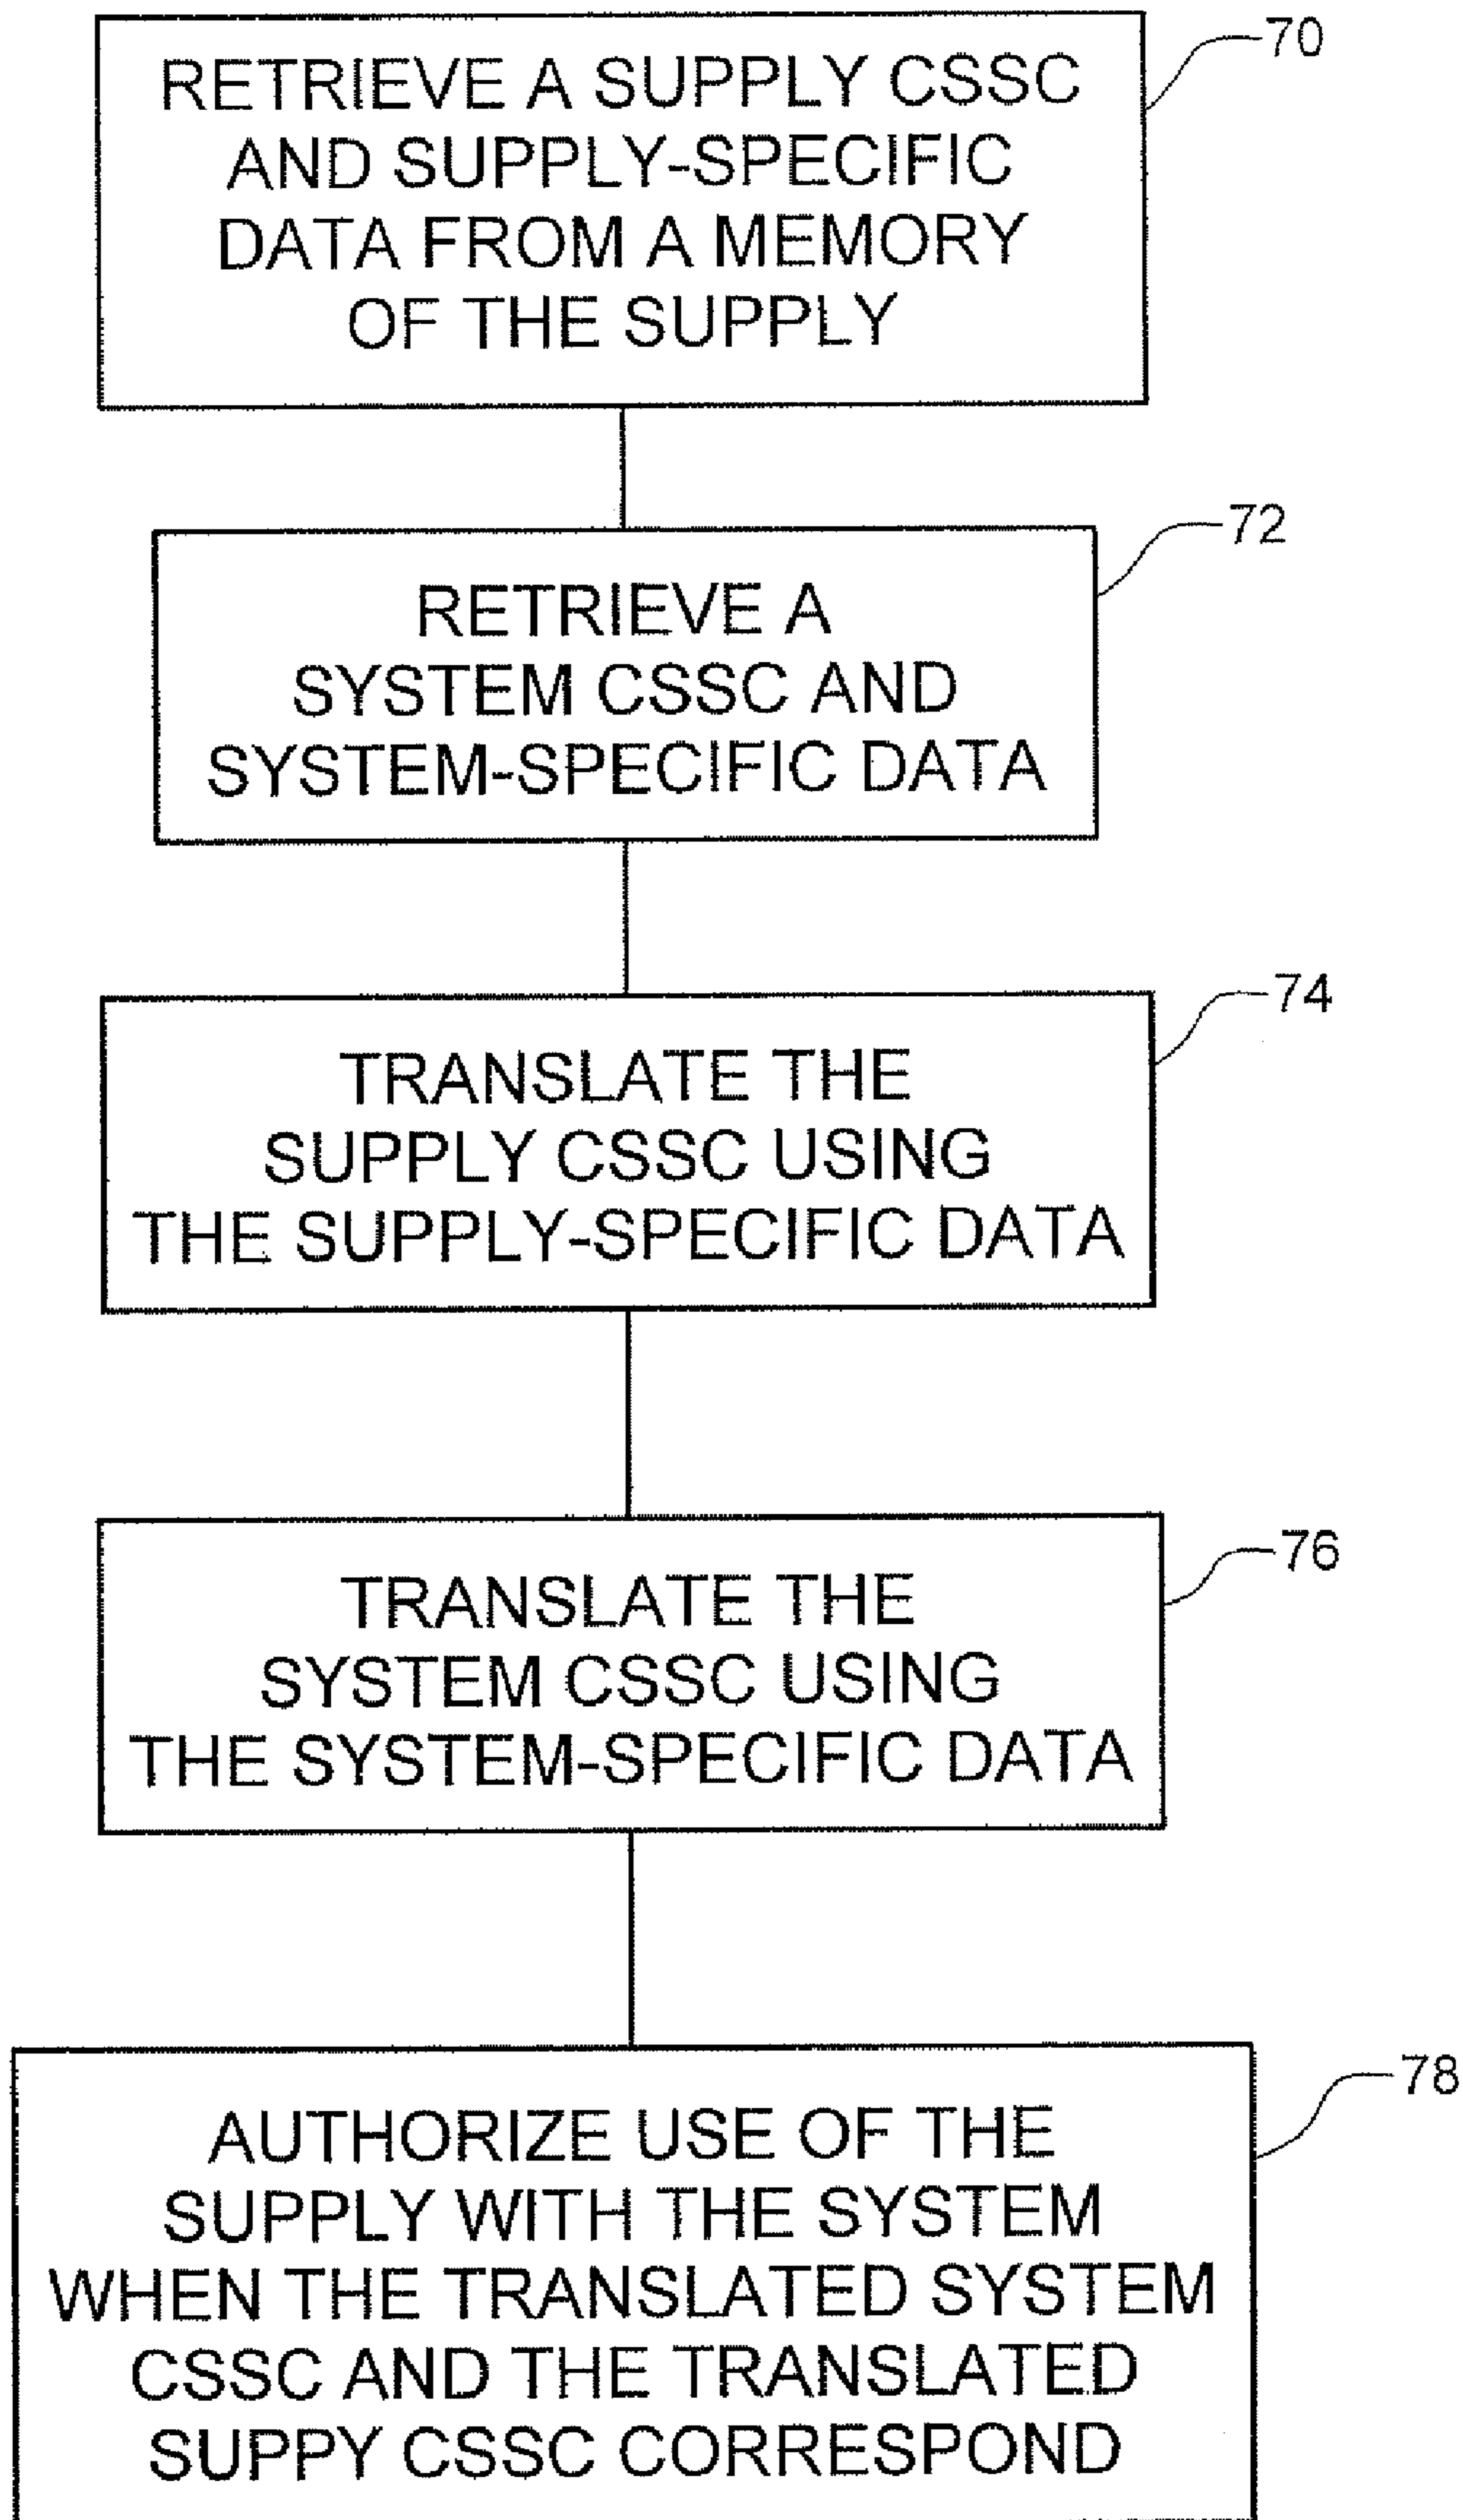 70
RETRIEVE A SUPPLY CSSC
AND SUPPLY-SPECIFIC
DATA FROM A MEMORY
OF THE SUPPLY
72
RETRIEVE A
SYSTEM CSSC AND
SYSTEM-SPECIFIC DATA
74
TRANSLATE THE
SUPPLY CSSC USING
THE SUPPLY-SPECIFIC DATA
76
TRANSLATE THE
SYSTEM CSSC USING
THE SYSTEM-SPECIFIC DATA
78
AUTHORIZE USE OF THE
SUPPLY WITH THE SYSTEM
WHEN THE TRANSLATED SYSTEM
CSSC AND THE TRANSLATED
SUPPY CSSC CORRESPOND